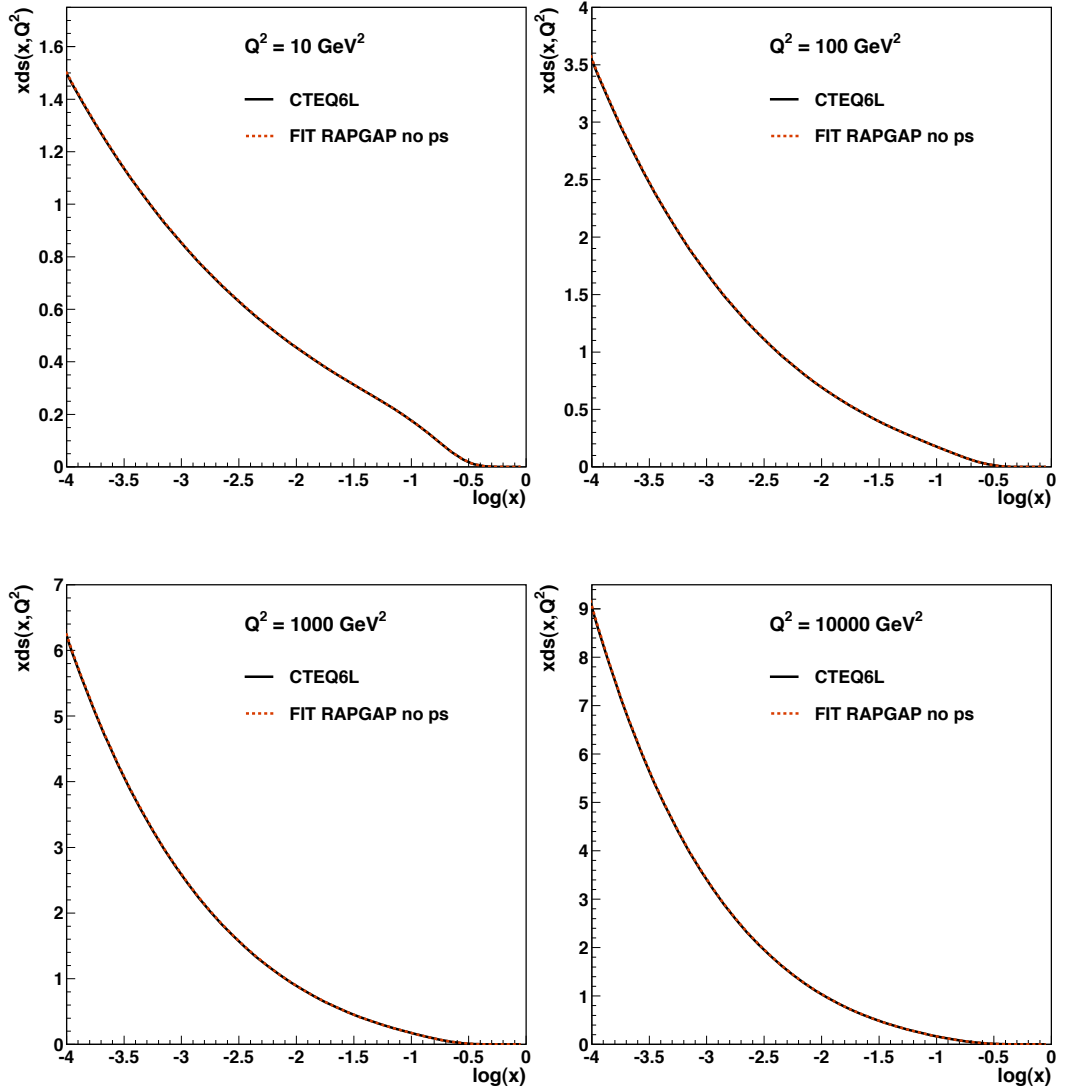 xds(x,Q²)
Q² = 10 GeV²
CTEQ6L
FIT RAPGAP no ps
1.6
1.4
1.2
1
0.8
0.6
0.4
0.2
0
-4 -3.5 -3 -2.5 -2 -1.5 -1 -0.5 0
log(x)
xds(x,Q²)
Q² = 100 GeV²
CTEQ6L
FIT RAPGAP no ps
4
3.5
3
2.5
2
1.5
1
0.5
0
-4 -3.5 -3 -2.5 -2 -1.5 -1 -0.5 0
log(x)
xds(x,Q²)
Q² = 1000 GeV²
CTEQ6L
FIT RAPGAP no ps
7
6
5
4
3
2
1
0
-4 -3.5 -3 -2.5 -2 -1.5 -1 -0.5 0
log(x)
xds(x,Q²)
Q² = 10000 GeV²
CTEQ6L
FIT RAPGAP no ps
9
8
7
6
5
4
3
2
1
0
-4 -3.5 -3 -2.5 -2 -1.5 -1 -0.5 0
log(x)